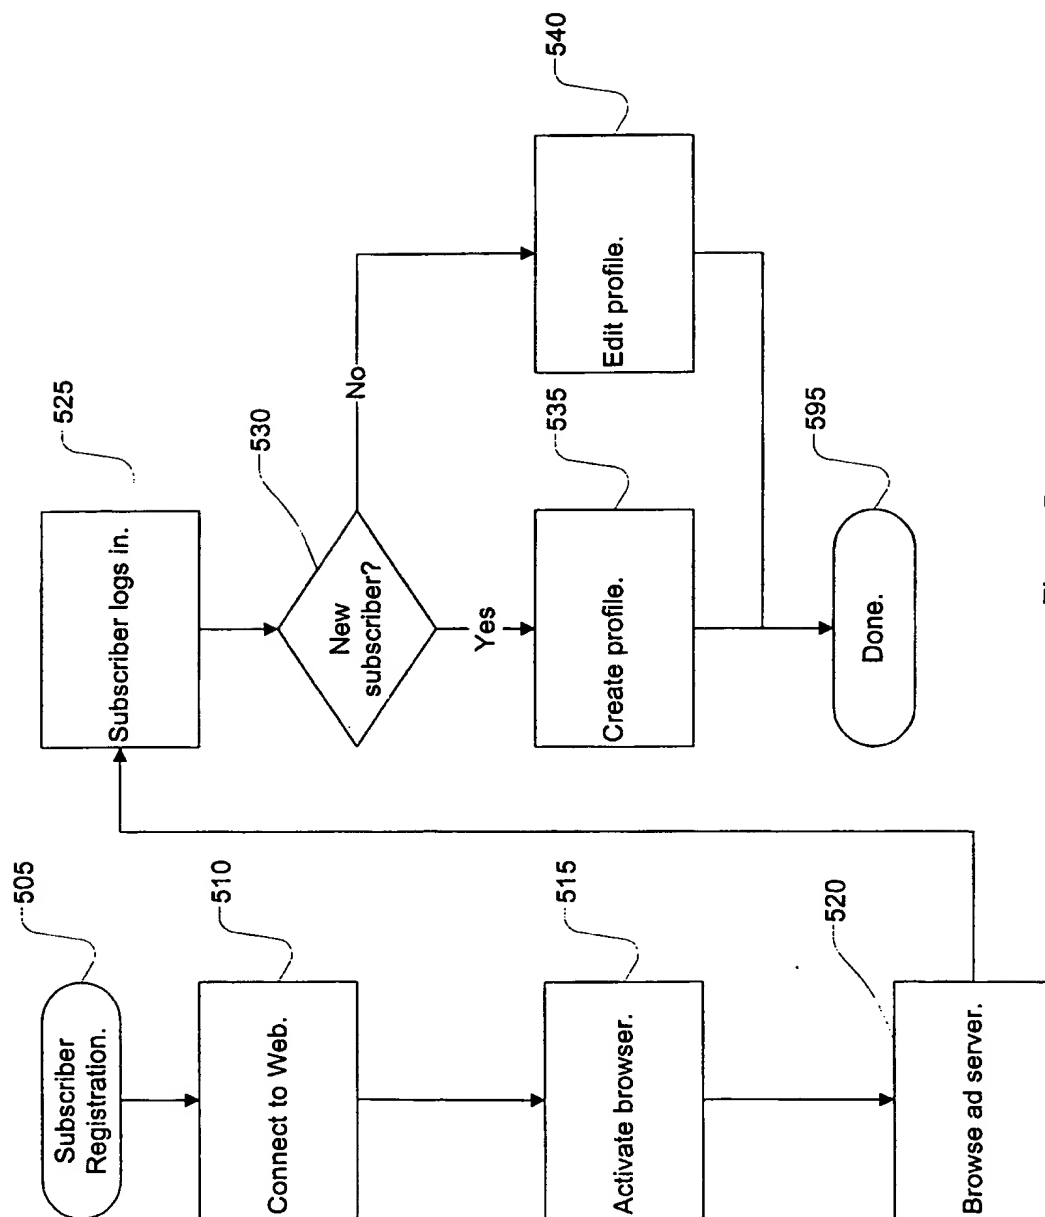 Subscriber
Registration.
505
Connect to Web.
510
Activate browser.
515
Browse ad server.
520
Subscriber logs in.
525
New
subscriber?
530
Yes
No
Create profile.
535
Edit profile.
540
Done.
595